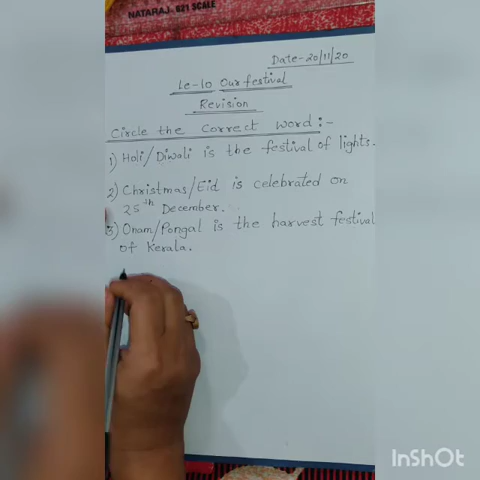 NATARAJ-621 SCALE
Date-20/11/20
Le-10 Our festival
Revision
Circle the Correct word:-
1) Holi/Diwali is the festival of lights.
2) Christmas/Eid is celebrated on
25th December.
3) Onam/Pongal is the harvest festival
of Kerala.
InShOt